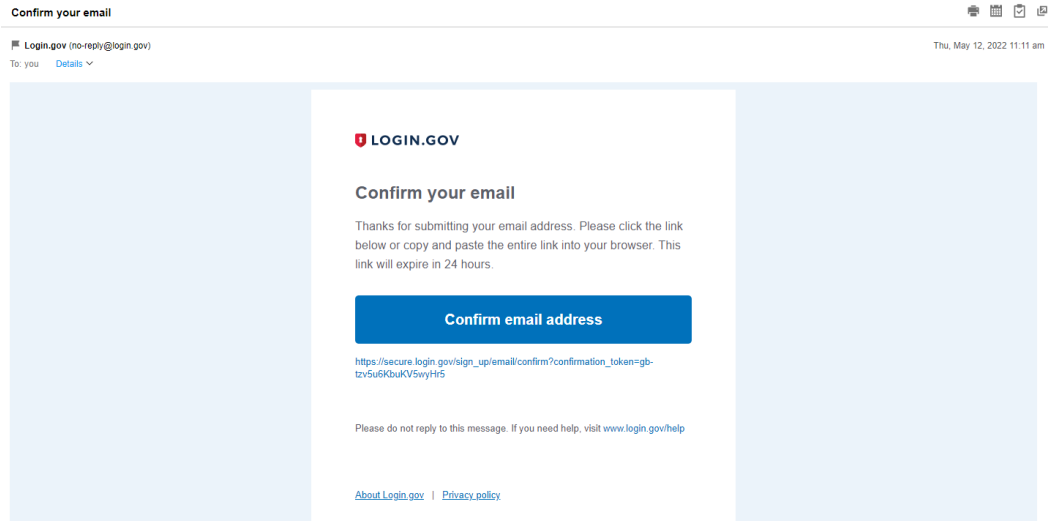 Confirm your email
Login.gov (no-reply@login.gov)
Thu, May 12, 2022 11:11 am
To: you Details
LOGIN.GOV
Confirm your email
Thanks for submitting your email address. Please click the link
below or copy and paste the entire link into your browser. This
link will expire in 24 hours.
Confirm email address
https://secure.login.gov/sign_up/email/confirm?confirmation_token=gb-
tzv5u6KbuKV5wyHr5
Please do not reply to this message. If you need help, visit www.login.gov/help
About Login.gov | Privacy policy